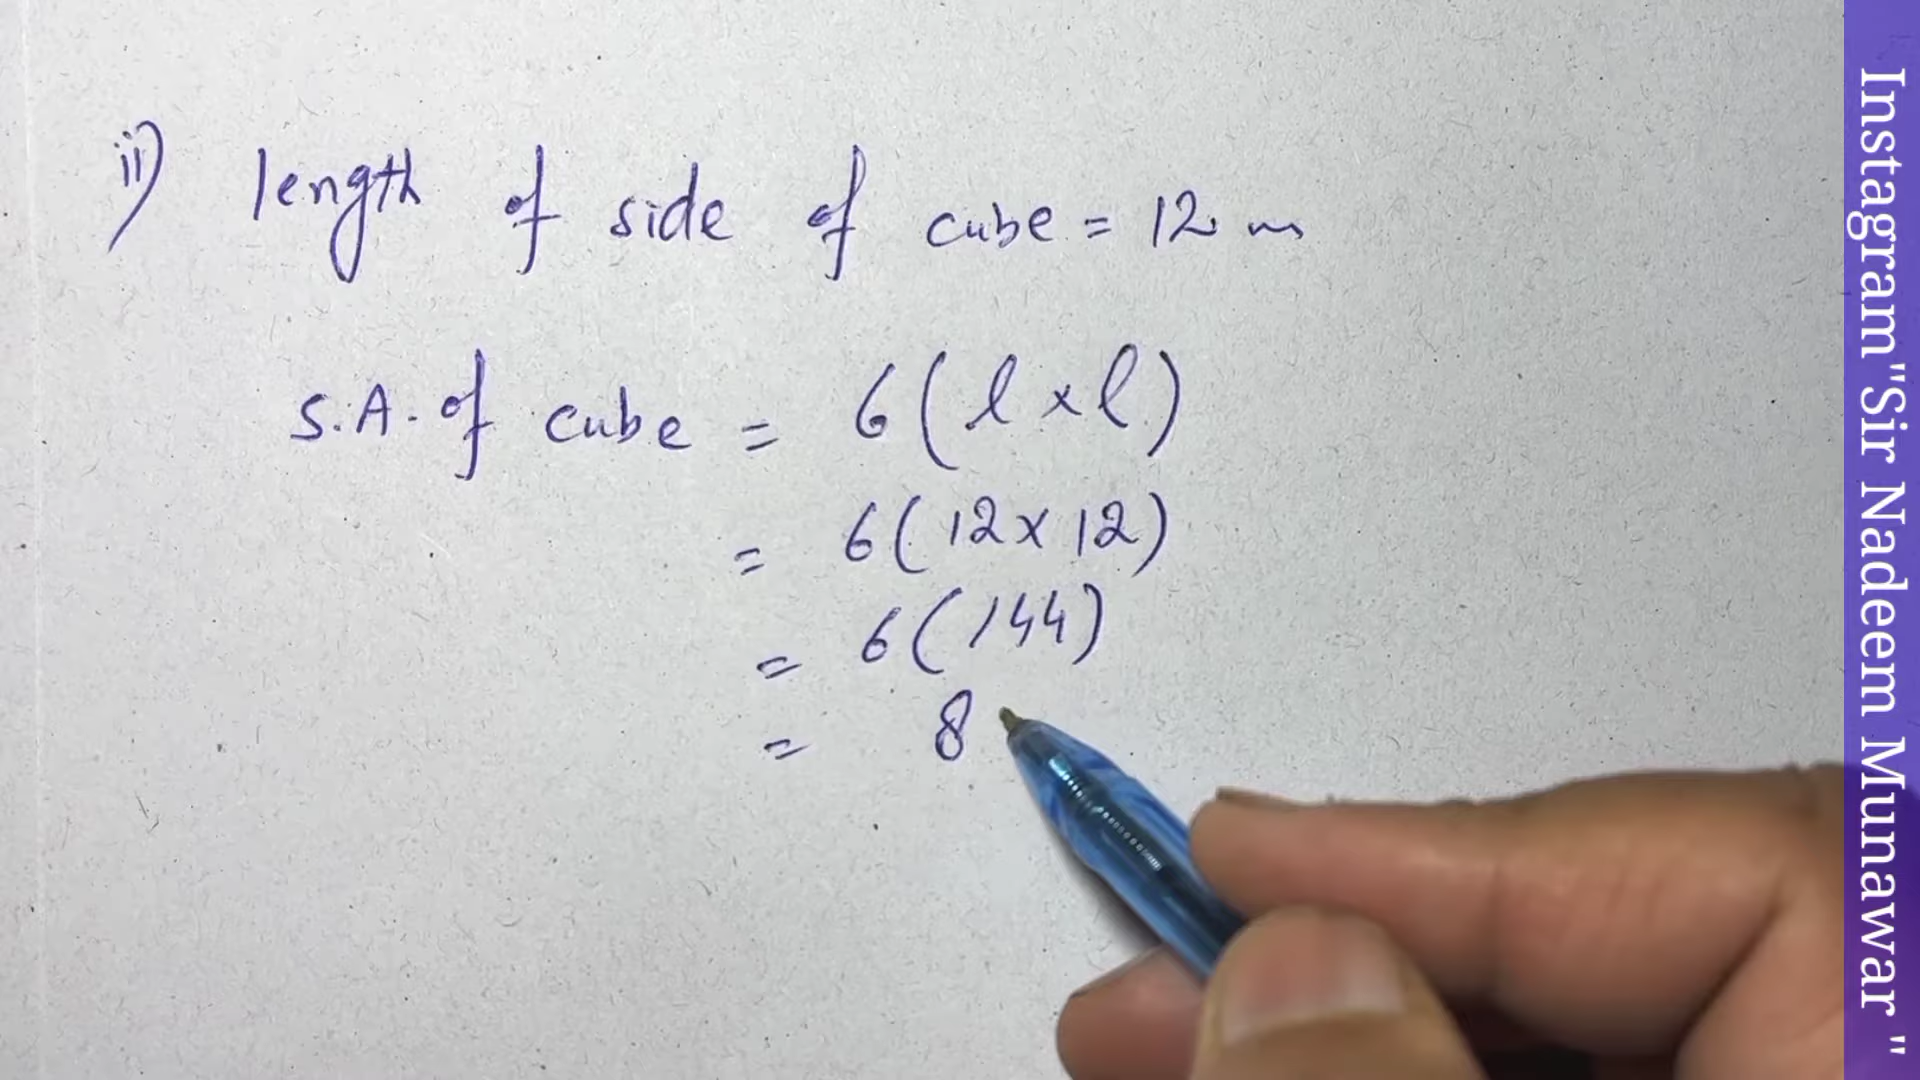 ii) length of side of cube = 12 m
S.A. of cube = 6 ( l × l )
= 6 ( 12 × 12 )
= 6 ( 144 )
= 8
Instagram"Sir Nadeem Munawar "